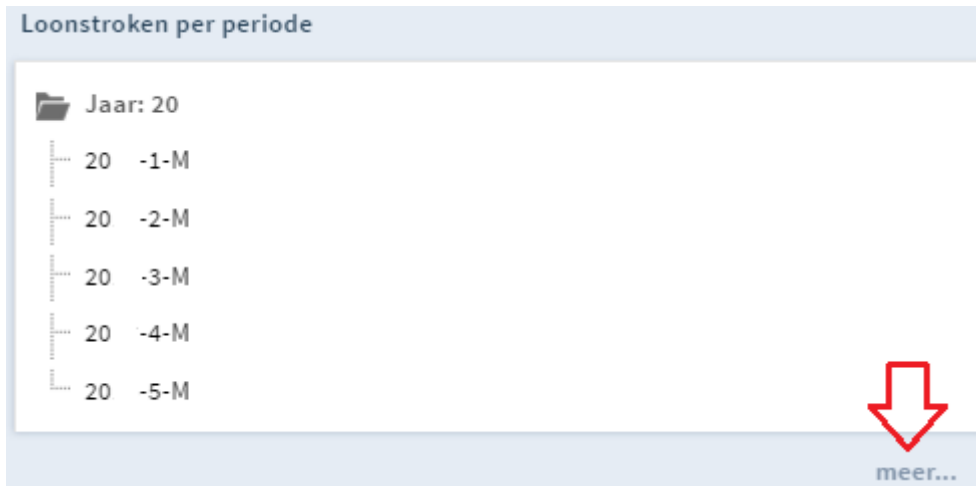 Loonstroken per periode
Jaar: 20
20 -1-M
20 -2-M
20 -3-M
20 -4-M
20 -5-M
meer...